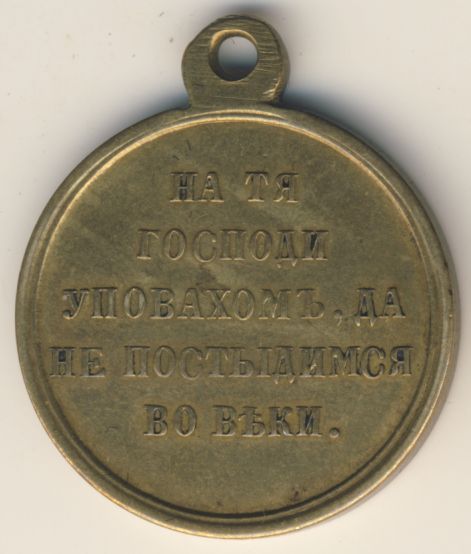 НА ТЯ
ГОСПОДИ
УПОВАХОМЪ, ДА
НЕ ПОСТЫДИМСЯ
ВО ВѢКИ.